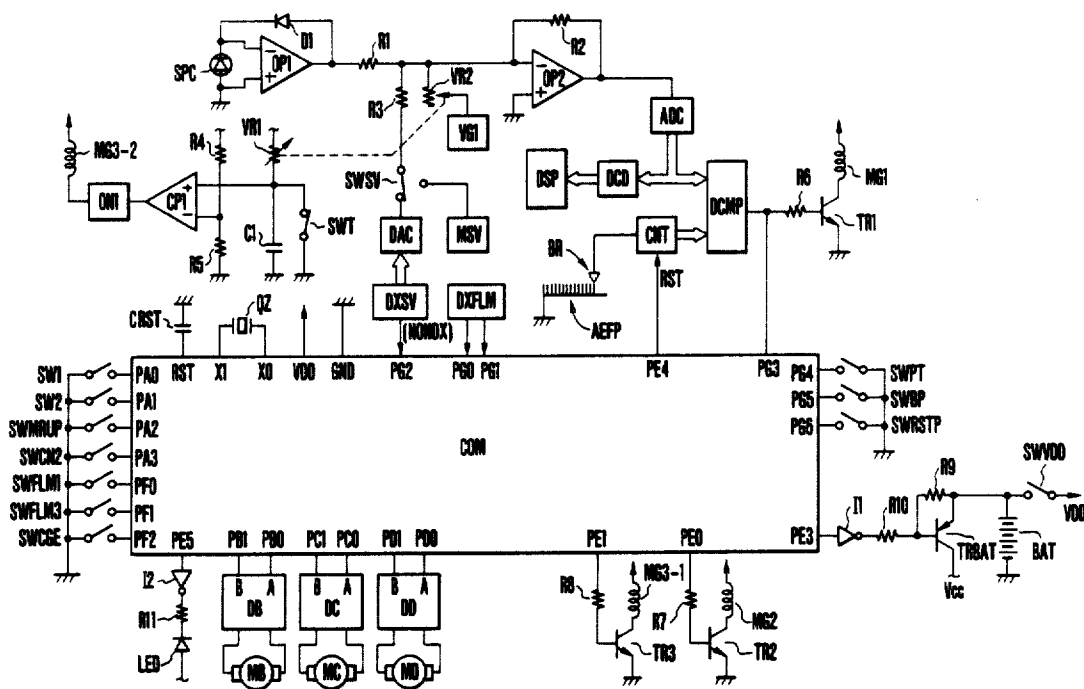 D1
R1
R2
SPC
OP1
OP2
R3
VR2
VG1
ADC
R4
VR1
MG3-2
SWSV
DSP
DCD
DCMP
R6
MG1
TR1
ON1
CP1
SWT
DAC
MSV
BR
CNT
RST
R5
C1
DXSV
DXFLM
AEFP
(NONDX)
CRST
QZ
RST
X1
X0
VDD
GND
PG2
PG0
PG1
PE4
PG3
SW1
PA0
PG4
SWPT
SW2
PA1
PG5
SWBP
SWMRUP
PA2
PG6
SWRSTP
COM
SWCN2
PA3
SWFLM1
PF0
SWFLM3
PF1
SWCGE
PF2
PE5
PB1
PB0
PC1
PC0
PD1
PD0
PE1
PE0
PE3
I1
R10
R9
SWVDD
VDD
TRBAT
BAT
Vcc
I2
R11
LED
B
A
B
A
B
A
DB
DC
DD
MB
MC
MD
R8
MG3-1
TR3
R7
MG2
TR2